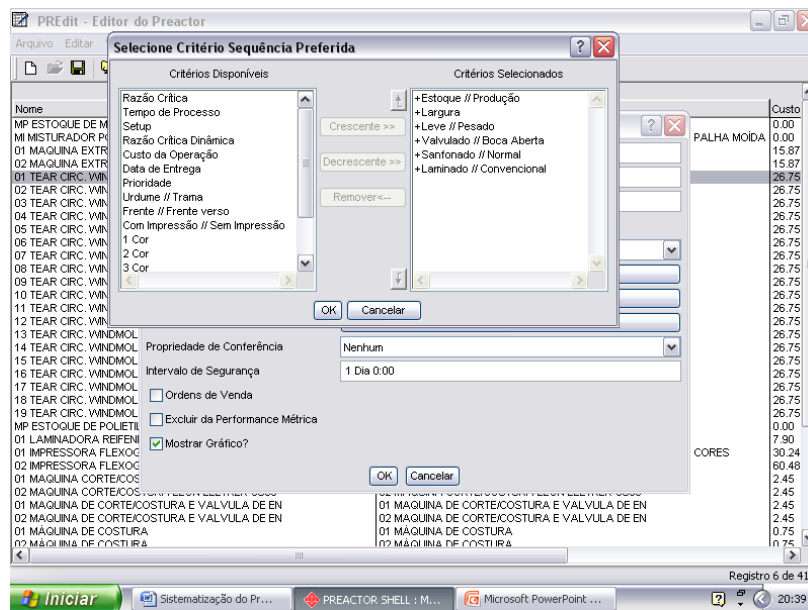 PREdit - Editor do Preactor
Arquivo Editar
Selecione Critério Sequência Preferida
Critérios Disponíveis
Critérios Selecionados
Razão Crítica
Tempo de Processo
Setup
Razão Crítica Dinâmica
Custo da Operação
Data de Entrega
Prioridade
Urdume // Trama
Frente // Frente verso
Com Impressão // Sem Impressão
1 Cor
2 Cor
3 Cor
Crescente >>
Decrescente >>
Remover<--
+Estoque // Produção
+Largura
+Leve // Pesado
+Valvulado // Boca Aberta
+Sanfonado // Normal
+Laminado // Convencional
OK
Cancelar
Nome
Custo
MP ESTOQUE DE M
0.00
MI MISTURADOR PO
PALHA MOÍDA
0.00
01 MAQUINA EXTR
15.87
02 MAQUINA EXTR
15.87
01 TEAR CIRC. WIN
26.75
02 TEAR CIRC. WIN
26.75
03 TEAR CIRC. WIN
26.75
04 TEAR CIRC. WIN
26.75
05 TEAR CIRC. WIN
26.75
06 TEAR CIRC. WIN
26.75
07 TEAR CIRC. WIN
26.75
08 TEAR CIRC. WIN
26.75
09 TEAR CIRC. WIN
26.75
10 TEAR CIRC. WIN
26.75
11 TEAR CIRC. WIN
26.75
12 TEAR CIRC. WIN
26.75
13 TEAR CIRC. WINDMOL
26.75
14 TEAR CIRC. WINDMOL
26.75
15 TEAR CIRC. WINDMOL
26.75
16 TEAR CIRC. WINDMOL
26.75
17 TEAR CIRC. WINDMOL
26.75
18 TEAR CIRC. WINDMOL
26.75
19 TEAR CIRC. WINDMOL
26.75
MP ESTOQUE DE POLIETIL
0.00
01 LAMINADORA REIFENI
7.90
01 IMPRESSORA FLEXOG
CORES
30.24
02 IMPRESSORA FLEXOG
60.48
01 MAQUINA CORTE/COS
2.45
02 MAQUINA CORTE/COS
2.45
01 MAQUINA DE CORTE/COSTURA E VALVULA DE EN
01 MAQUINA DE CORTE/COSTURA E VALVULA DE EN
2.45
02 MAQUINA DE CORTE/COSTURA E VALVULA DE EN
02 MAQUINA DE CORTE/COSTURA E VALVULA DE EN
2.45
01 MÁQUINA DE COSTURA
01 MÁQUINA DE COSTURA
0.75
02 MÁQUINA DE COSTURA
02 MÁQUINA DE COSTURA
0.75
Propriedade de Conferência
Nenhum
Intervalo de Segurança
1 Dia 0:00
Ordens de Venda
Excluir da Performance Métrica
Mostrar Gráfico?
OK
Cancelar
Registro 6 de 41
Iniciar
Sistematização do Pr...
PREACTOR SHELL : M...
Microsoft PowerPoint ...
20:39